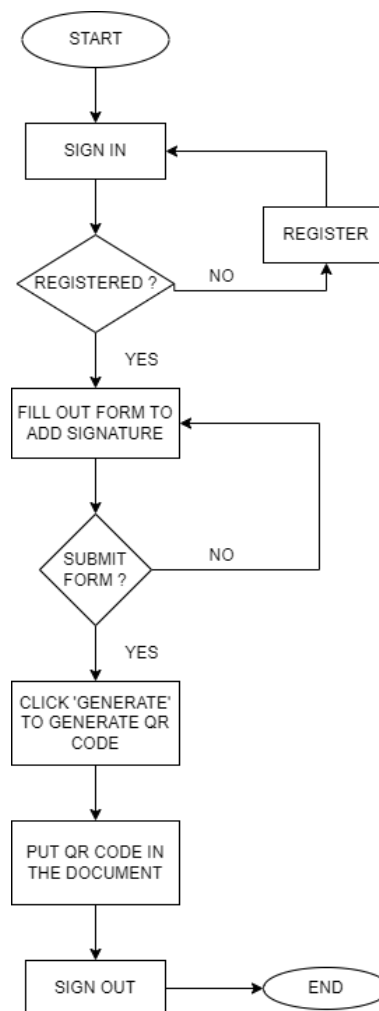 START
SIGN IN
REGISTER
REGISTERED ?
NO
YES
FILL OUT FORM TO
ADD SIGNATURE
SUBMIT
FORM ?
NO
YES
CLICK 'GENERATE'
TO GENERATE QR
CODE
PUT QR CODE IN
THE DOCUMENT
SIGN OUT
END